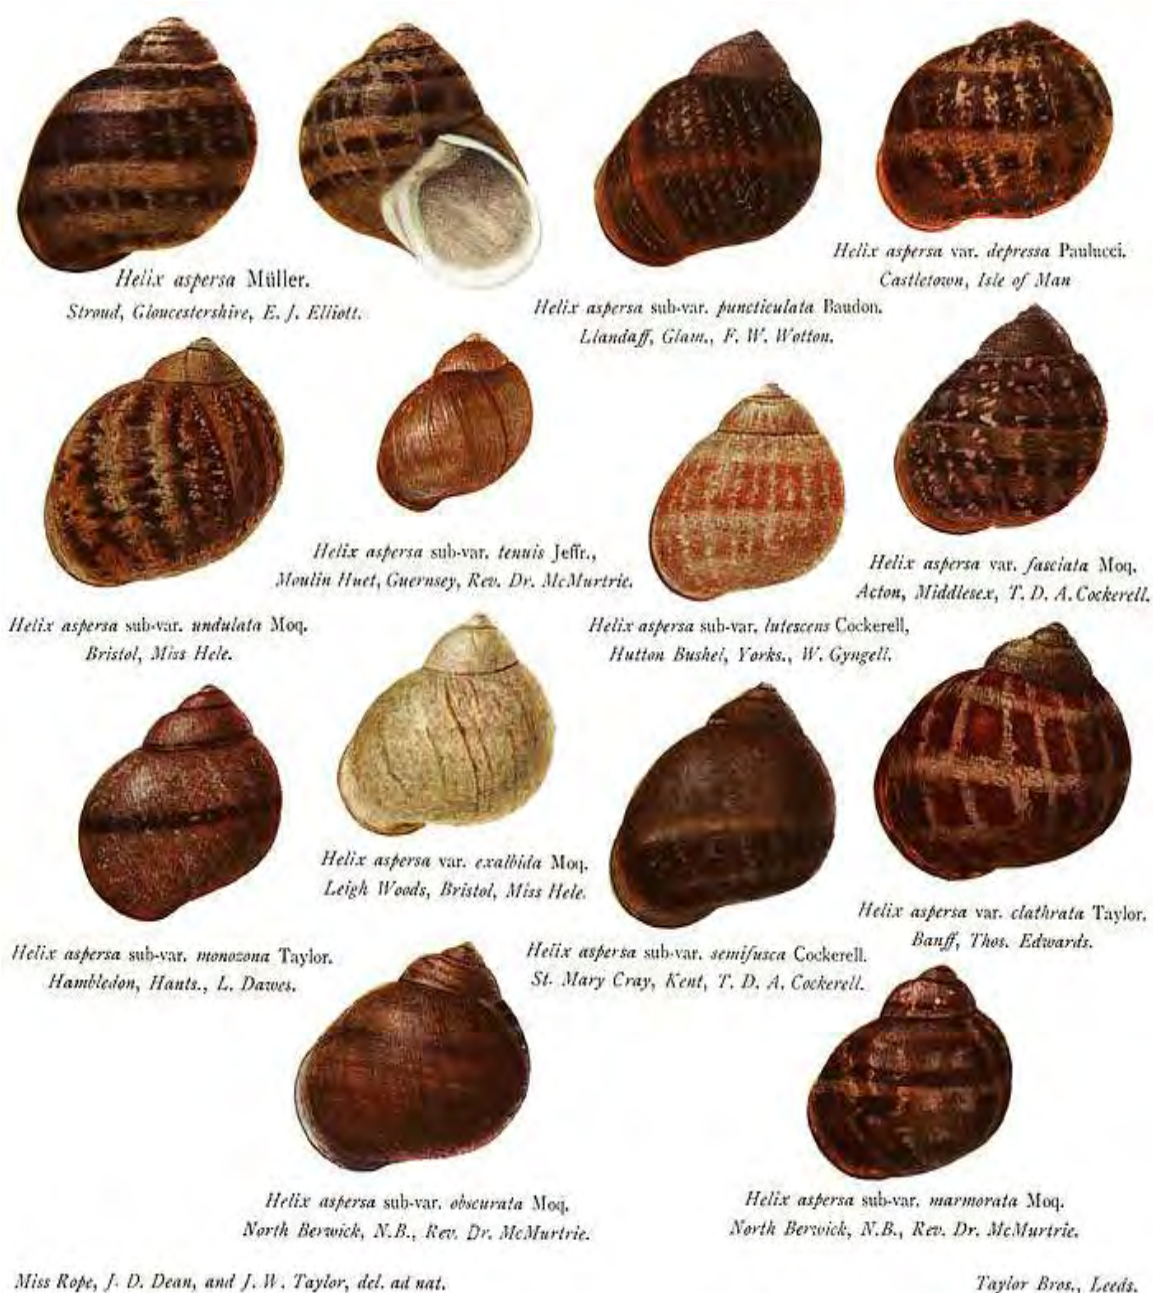 Helix aspersa Müller.
Stroud, Gloucestershire, E. J. Elliott.
Helix aspersa sub-var. puncticulata Baudon.
Llandaff, Glam., F. W. Wotton.
Helix aspersa var. depressa Paulucci.
Castletown, Isle of Man
Helix aspersa sub-var. undulata Moq.
Bristol, Miss Hele.
Helix aspersa sub-var. tenuis Jeffr.,
Moulin Huet, Guernsey, Rev. Dr. McMurtrie.
Helix aspersa sub-var. lutescens Cockerell,
Hutton Bushel, Yorks., W. Gyngell.
Helix aspersa var. fasciata Moq.
Acton, Middlesex, T. D. A. Cockerell.
Helix aspersa sub-var. monozona Taylor.
Hambledon, Hants., L. Dawes.
Helix aspersa var. exalbida Moq.
Leigh Woods, Bristol, Miss Hele.
Helix aspersa sub-var. semifusca Cockerell.
St. Mary Cray, Kent, T. D. A. Cockerell.
Helix aspersa var. clathrata Taylor.
Banff, Thos. Edwards.
Helix aspersa sub-var. obscurata Moq.
North Berwick, N.B., Rev. Dr. McMurtrie.
Helix aspersa sub-var. marmorata Moq.
North Berwick, N.B., Rev. Dr. McMurtrie.
Miss Rope, J. D. Dean, and J. W. Taylor, del. ad nat.
Taylor Bros., Leeds.